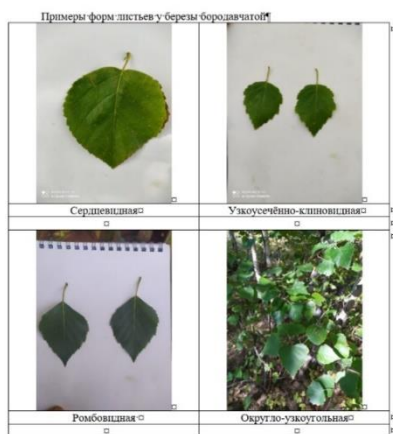 Примеры форм листьев у березы бородавчатой
Сердцевидная
Узкоусечённо-клиновидная
Ромбовидная
Округло-узкоугольная